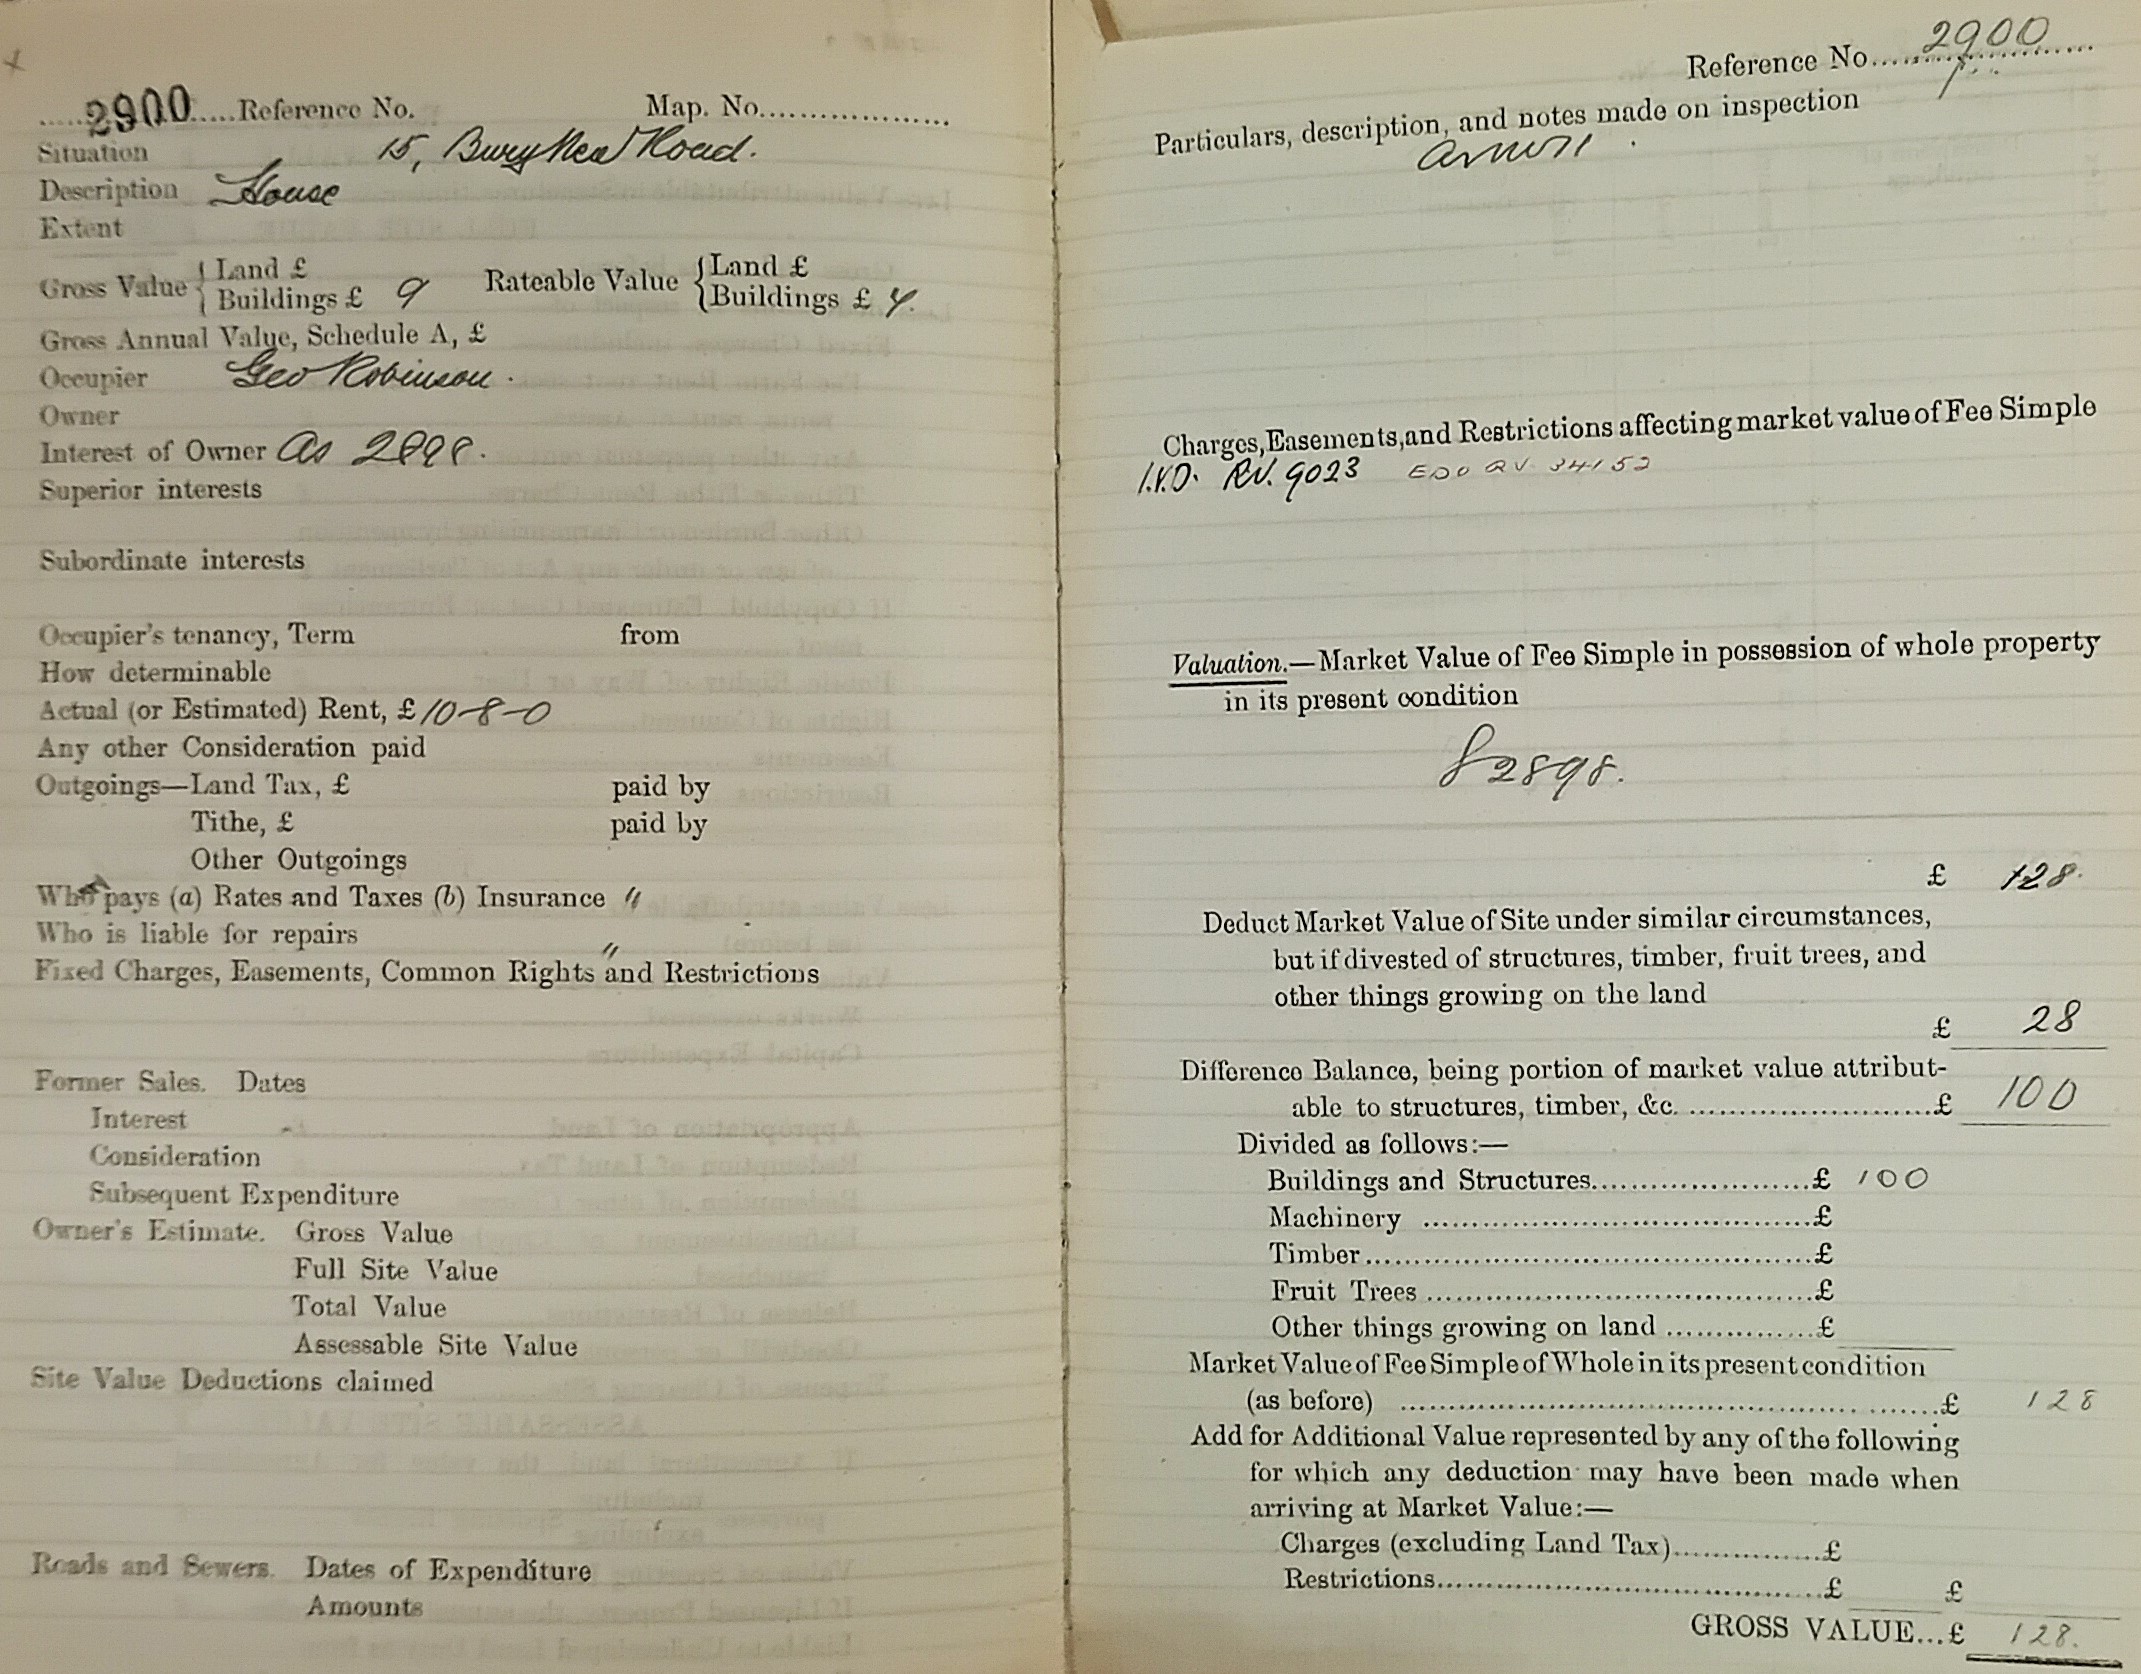 2900 Reference No. Map. No.
Situation 15, Bury Mead Road.
Description House
Extent
Gross Value { Land £
Buildings £ 9
Rateable Value { Land £
Buildings £
Gross Annual Value, Schedule A, £
Occupier Geo Robinson.
Owner
Interest of Owner As 2898.
Superior interests
Subordinate interests
Occupier's tenancy, Term from
How determinable
Actual (or Estimated) Rent, £ 10-8-0
Any other Consideration paid
Outgoings—Land Tax, £ paid by
Tithe, £ paid by
Other Outgoings
Who pays (a) Rates and Taxes (b) Insurance "
Who is liable for repairs "
Fixed Charges, Easements, Common Rights and Restrictions
Former Sales. Dates
Interest
Consideration
Subsequent Expenditure
Owner's Estimate. Gross Value
Full Site Value
Total Value
Assessable Site Value
Site Value Deductions claimed
Roads and Sewers. Dates of Expenditure
Amounts
Reference No. 2900
Particulars, description, and notes made on inspection
Charges, Easements, and Restrictions affecting market value of Fee Simple
I.V.D. RV. 9023 EDO RV 34152
Valuation.—Market Value of Fee Simple in possession of whole property
in its present condition
2898.
£ 128.
Deduct Market Value of Site under similar circumstances,
but if divested of structures, timber, fruit trees, and
other things growing on the land
£ 28
Difference Balance, being portion of market value attribut-
able to structures, timber, &c. £ 100
Divided as follows:—
Buildings and Structures £ 100
Machinery £
Timber £
Fruit Trees £
Other things growing on land £
Market Value of Fee Simple of Whole in its present condition
(as before) £ 128
Add for Additional Value represented by any of the following
for which any deduction may have been made when
arriving at Market Value:—
Charges (excluding Land Tax) £
Restrictions £ £
GROSS VALUE...£ 128.